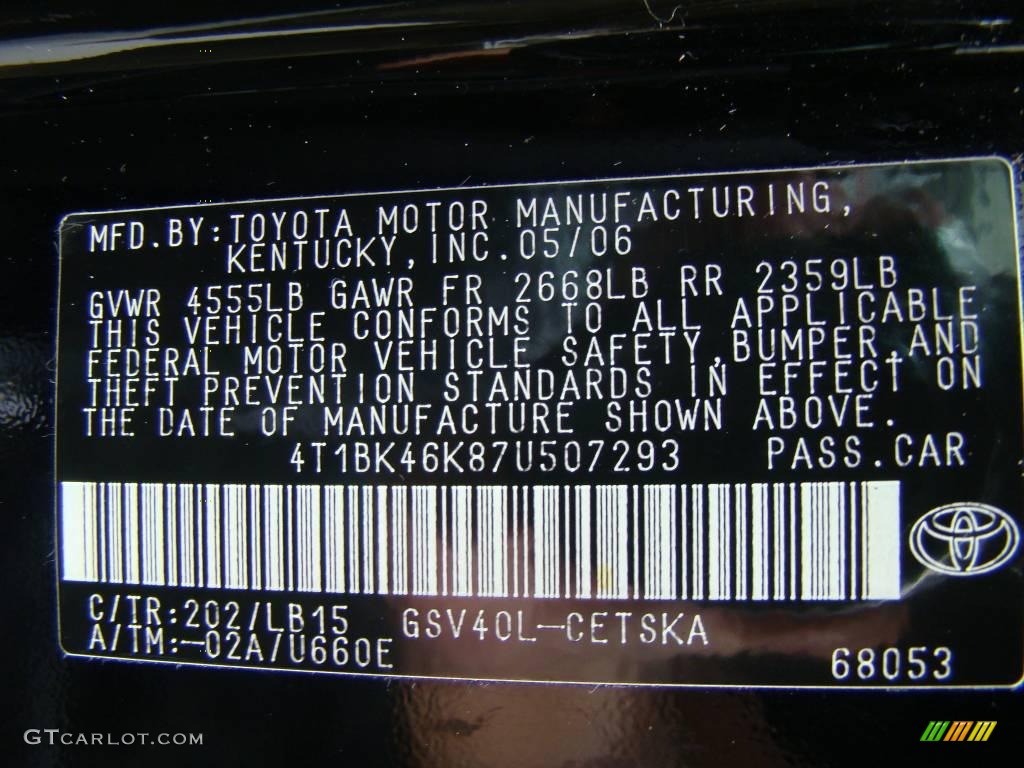 MFD.BY:TOYOTA MOTOR MANUFACTURING,
KENTUCKY,INC.05/06
GVWR 4555LB GAWR FR 2668LB RR 2359LB
THIS VEHICLE CONFORMS TO ALL APPLICABLE
FEDERAL MOTOR VEHICLE SAFETY,BUMPER,AND
THEFT PREVENTION STANDARDS IN EFFECT ON
THE DATE OF MANUFACTURE SHOWN ABOVE.
4T1BK46K87U507293 PASS.CAR
C/TR:202/LB15 GSV40L-CETSKA
A/TM:-02A/U660E
68053
GTCARLOT.COM